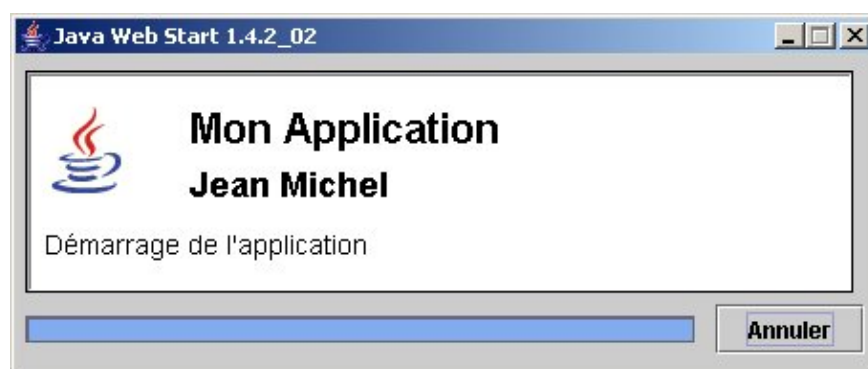 Java Web Start 1.4.2_02
Mon Application
Jean Michel
Démarrage de l'application
Annuler